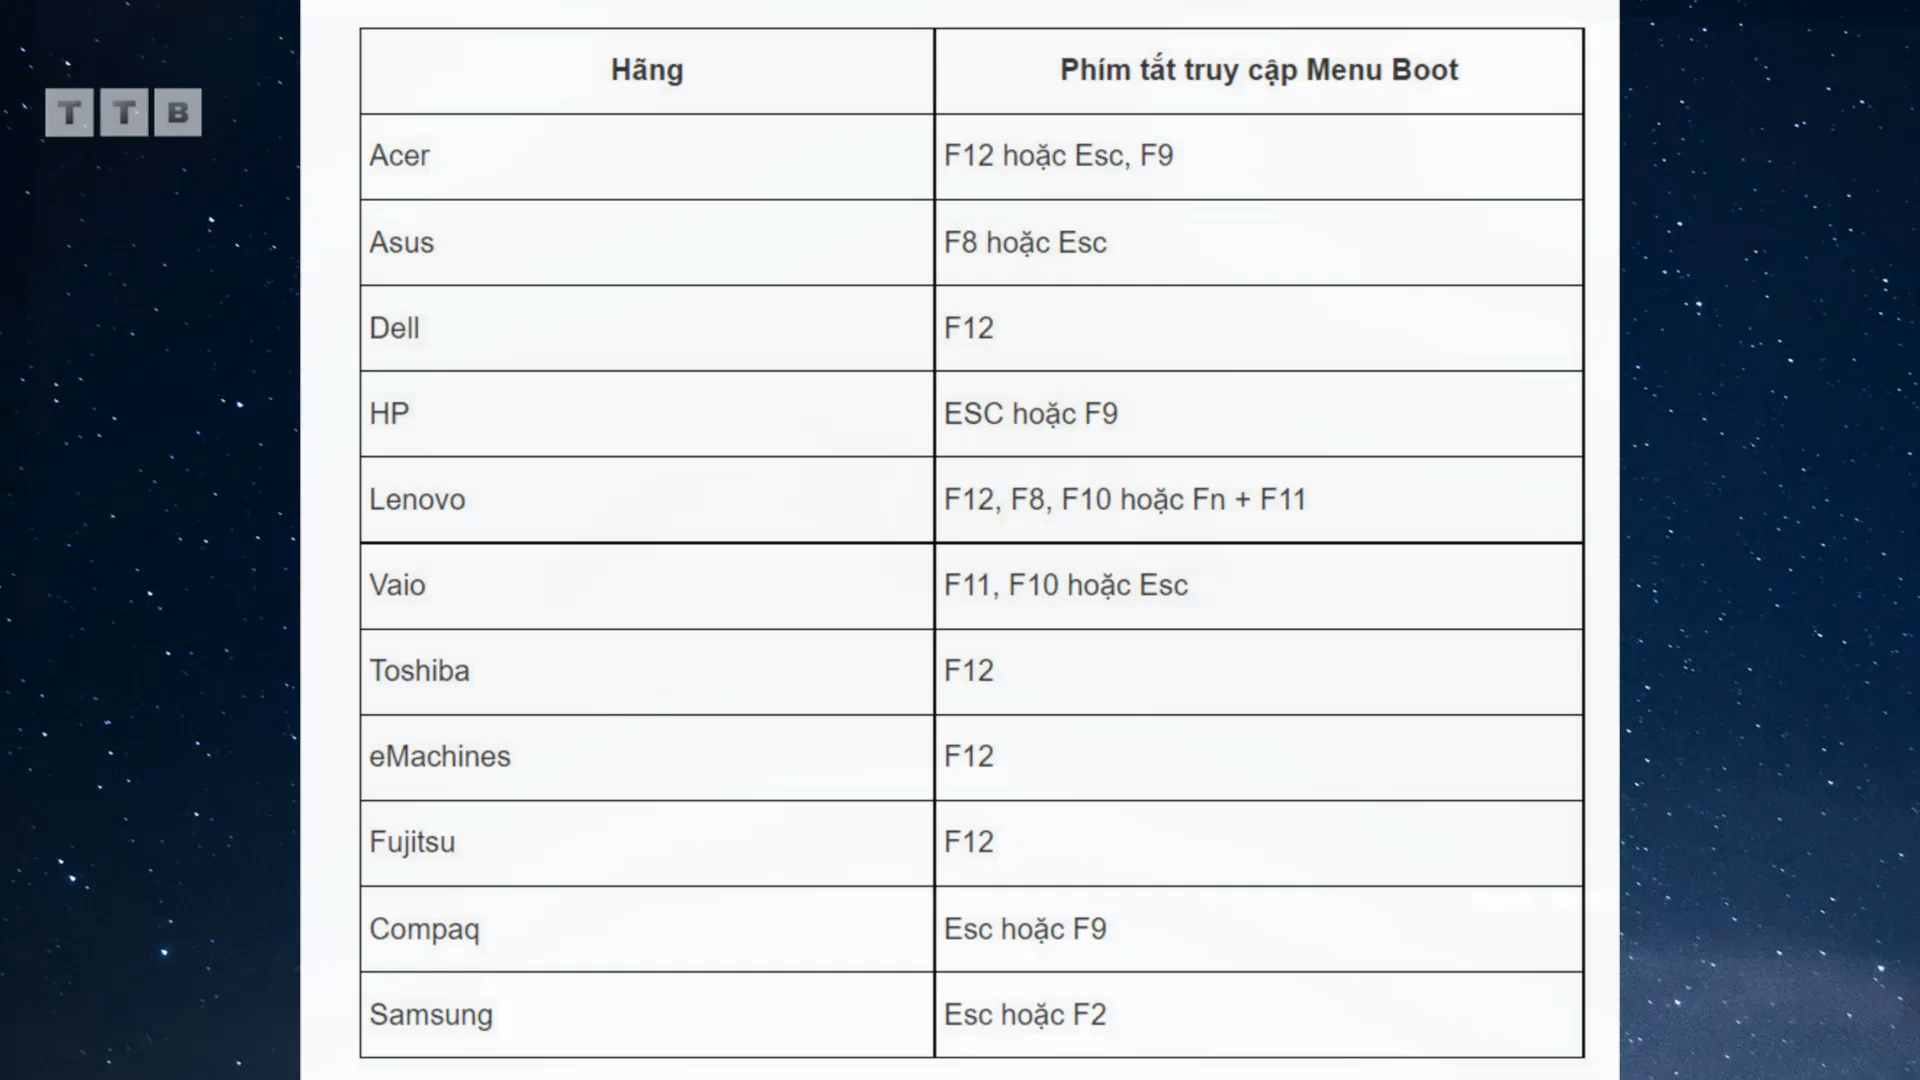 TTB
Hãng Phím tắt truy cập Menu Boot
Acer F12 hoặc Esc, F9
Asus F8 hoặc Esc
Dell F12
HP ESC hoặc F9
Lenovo F12, F8, F10 hoặc Fn + F11
Vaio F11, F10 hoặc Esc
Toshiba F12
eMachines F12
Fujitsu F12
Compaq Esc hoặc F9
Samsung Esc hoặc F2